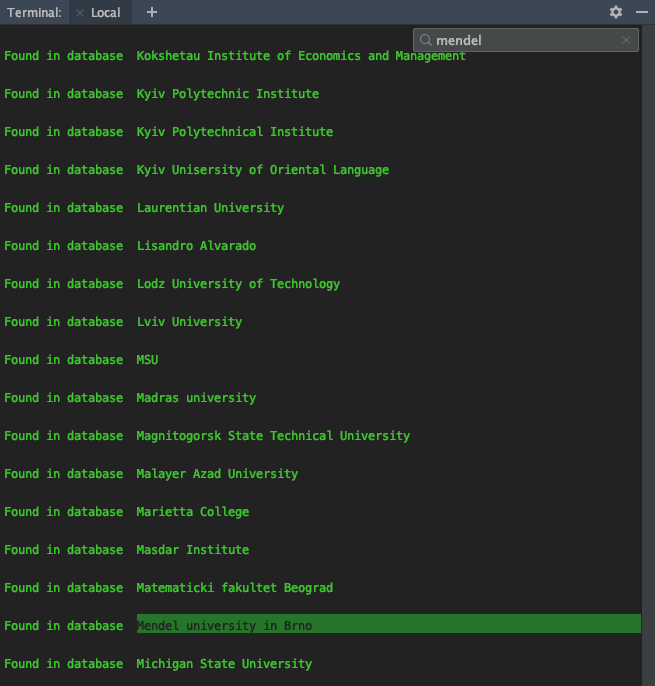 Terminal: × Local +
mendel ×
Found in database Kokshetau Institute of Economics and Management
Found in database Kyiv Polytechnic Institute
Found in database Kyiv Polytechnical Institute
Found in database Kyiv Unisersity of Oriental Language
Found in database Laurentian University
Found in database Lisandro Alvarado
Found in database Lodz University of Technology
Found in database Lviv University
Found in database MSU
Found in database Madras university
Found in database Magnitogorsk State Technical University
Found in database Malayer Azad University
Found in database Marietta College
Found in database Masdar Institute
Found in database Matematicki fakultet Beograd
Found in database Mendel university in Brno
Found in database Michigan State University